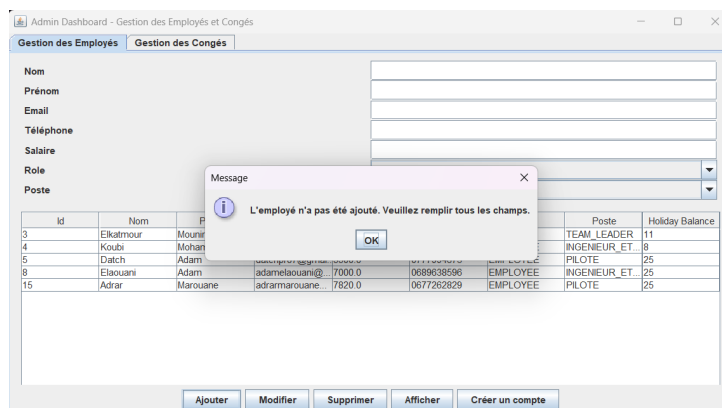 Admin Dashboard - Gestion des Employés et Congés
Gestion des Employés Gestion des Congés
Nom
Prénom
Email
Téléphone
Salaire
Role
Poste
Message
L'employé n'a pas été ajouté. Veuillez remplir tous les champs.
OK
Id Nom P Poste Holiday Balance
3 Elkatmour Mounir TEAM_LEADER 11
4 Koubi Mohan INGENIEUR_ET... 8
5 Datch Adam PILOTE 25
8 Elaouani Adam adamelaouani@... 7000.0 0689638596 EMPLOYEE INGENIEUR_ET... 25
15 Adrar Marouane adrarmarouane... 7820.0 0677262829 EMPLOYEE PILOTE 25
Ajouter Modifier Supprimer Afficher Créer un compte